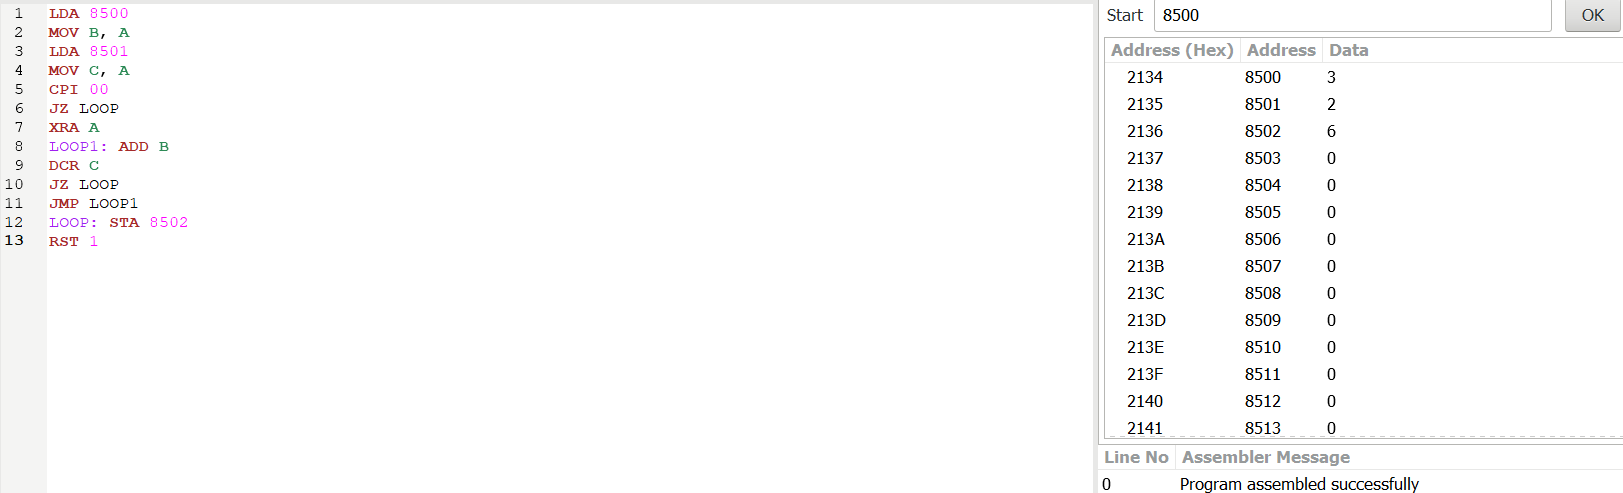 1 LDA 8500
2 MOV B, A
3 LDA 8501
4 MOV C, A
5 CPI 00
6 JZ LOOP
7 XRA A
8 LOOP1: ADD B
9 DCR C
10 JZ LOOP
11 JMP LOOP1
12 LOOP: STA 8502
13 RST 1
Start 8500 OK
Address (Hex) Address Data
2134 8500 3
2135 8501 2
2136 8502 6
2137 8503 0
2138 8504 0
2139 8505 0
213A 8506 0
213B 8507 0
213C 8508 0
213D 8509 0
213E 8510 0
213F 8511 0
2140 8512 0
2141 8513 0
Line No Assembler Message
0 Program assembled successfully